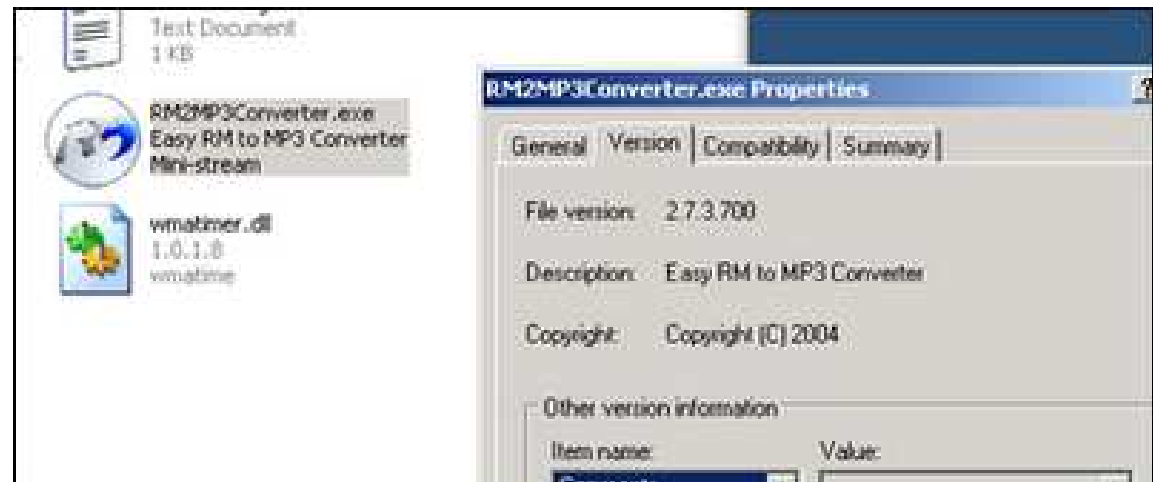 Text Document
1 KB
RM2MP3Converter.exe
Easy RM to MP3 Converter
Mini-stream
wmatimer.dll
1.0.1.8
wmatime
RM2MP3Converter.exe Properties
?
General Version Compatibility Summary
File version: 2.7.3.700
Description: Easy RM to MP3 Converter
Copyright: Copyright (C) 2004
Other version information
Item name: Value: